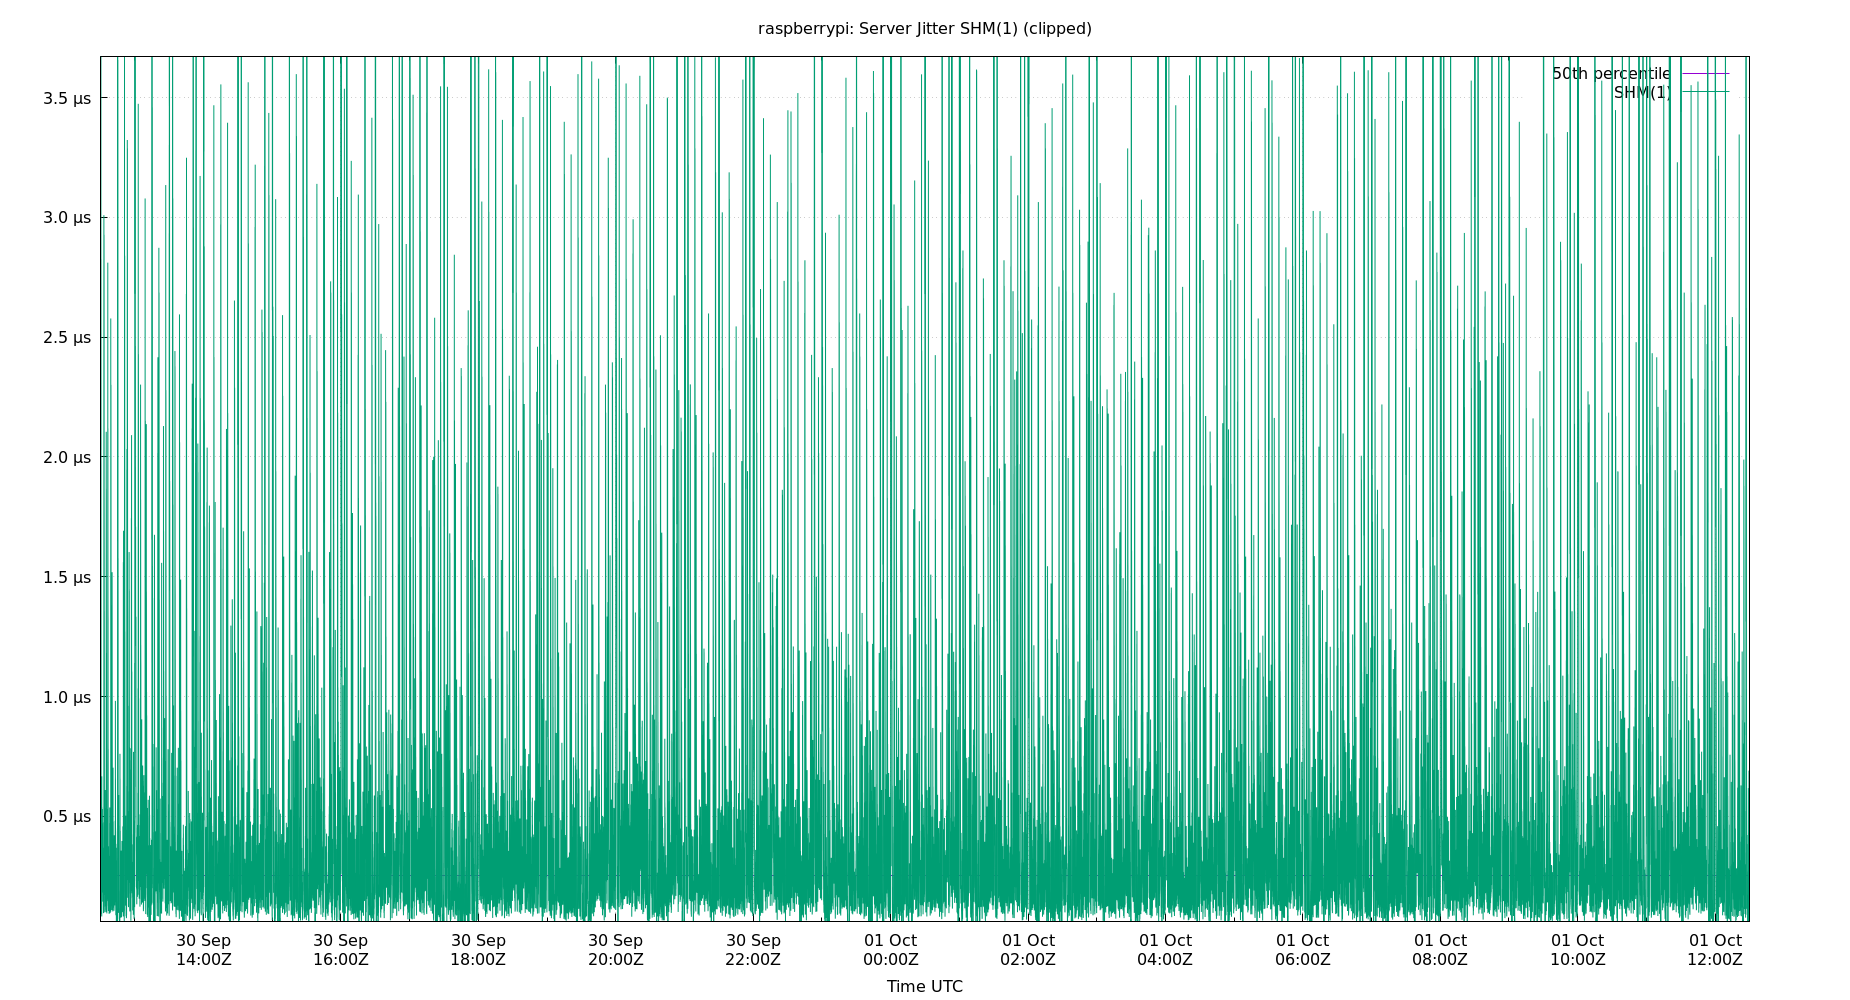 raspberrypi: Server Jitter SHM(1) (clipped)
50th percentile
SHM(1)
3.5 µs
3.0 µs
2.5 µs
2.0 µs
1.5 µs
1.0 µs
0.5 µs
30 Sep 30 Sep 30 Sep 30 Sep 30 Sep 01 Oct 01 Oct 01 Oct 01 Oct 01 Oct 01 Oct 01 Oct
14:00Z 16:00Z 18:00Z 20:00Z 22:00Z 00:00Z 02:00Z 04:00Z 06:00Z 08:00Z 10:00Z 12:00Z
Time UTC